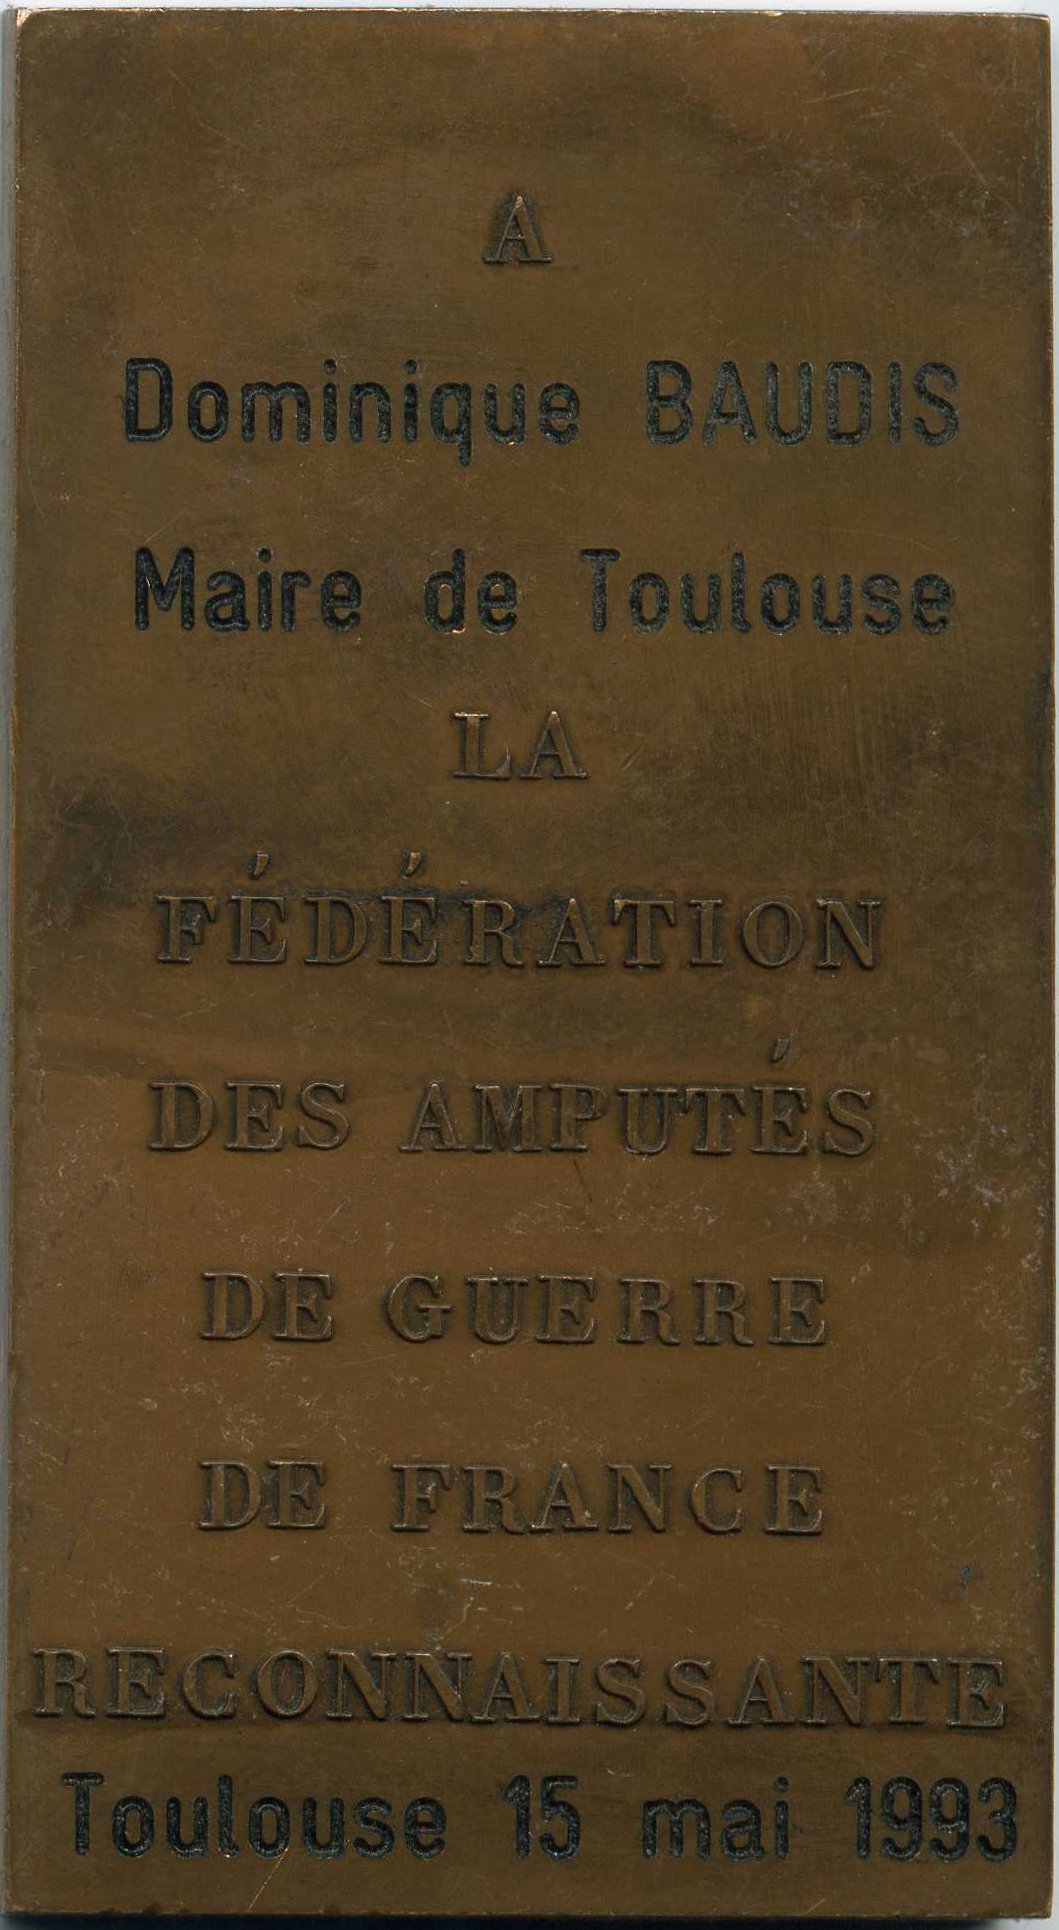 A
Dominique BAUDIS
Maire de Toulouse
LA
FÉDÉRATION
DES AMPUTÉS
DE GUERRE
DE FRANCE
RECONNAISSANTE
Toulouse 15 mai 1993